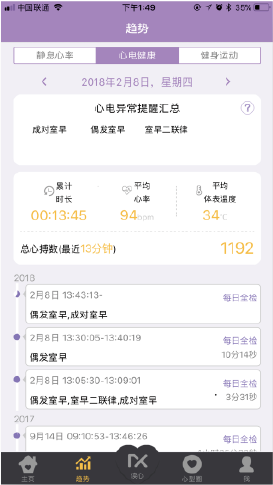 中国联通 下午1:49 35%
趋势
静息心率 心电健康 健身运动
2018年2月8日，星期四
心电异常提醒汇总 ?
成对室早 偶发室早 室早二联律
累计时长 平均心率 平均体表温度
00:13:45 94bpm 34℃
总心搏数(最近13分钟) 1192
2018
2月8日 13:43:13- 每日全检
偶发室早,成对室早
2月8日 13:30:05-13:40:19 每日全检
偶发室早 10分14秒
2月8日 13:05:30-13:09:01 每日全检
偶发室早,室早二联律,成对室早 3分31秒
2017
9月14日 09:10:53-13:46:26 每日全检
主页 趋势 读心 心型圈 我